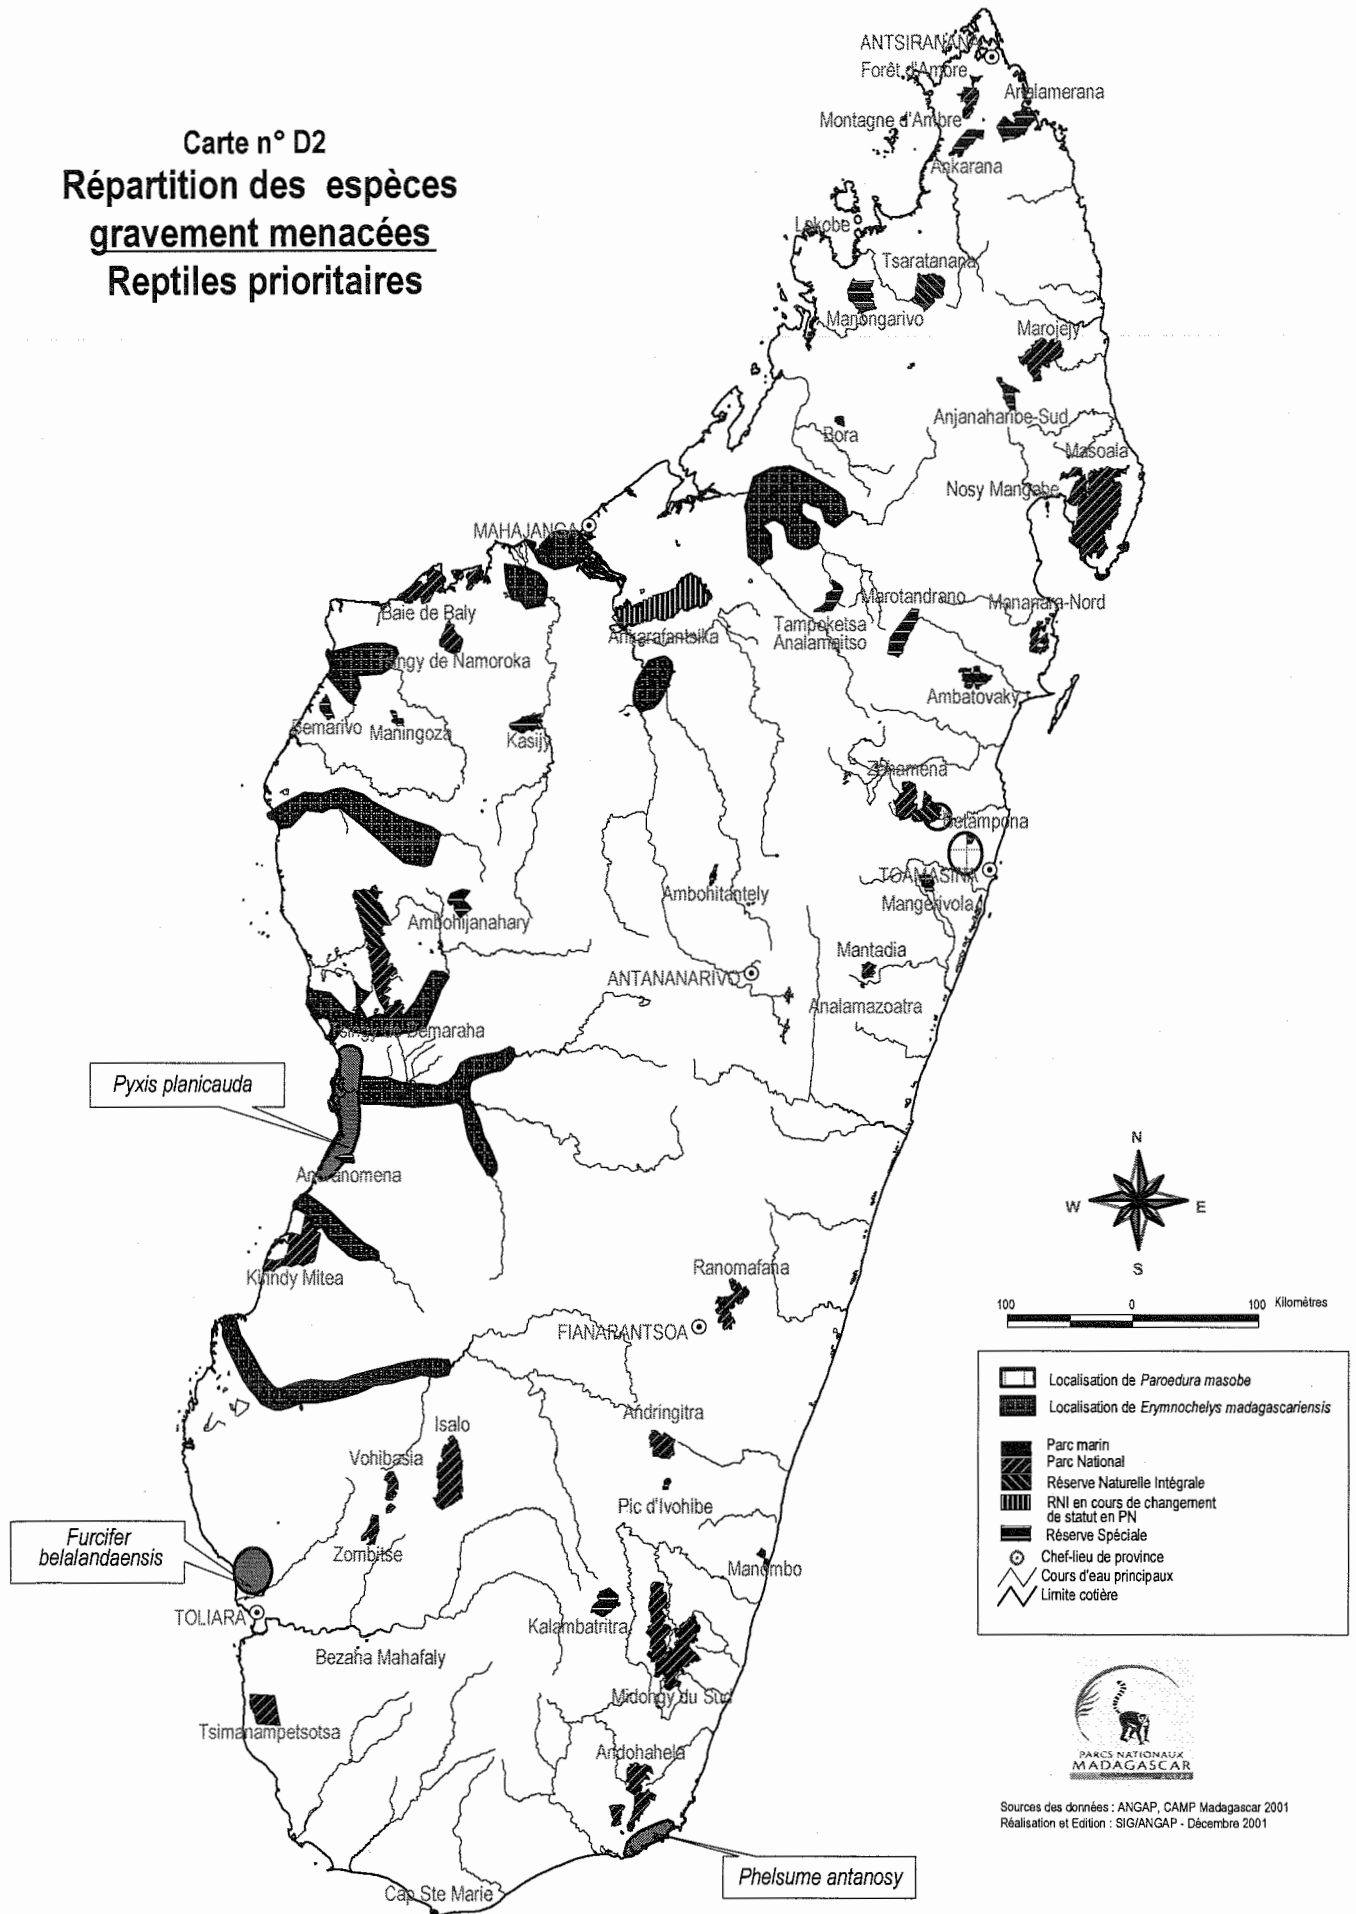 Carte n° D2
Répartition des espèces
gravement menacées
Reptiles prioritaires
ANTSIRANANA
Forêt d'Ambre
Analamerana
Montagne d'Ambre
Ankarana
Lokobe
Tsaratanana
Manongarivo
Marojejy
Anjanaharibe-Sud
Bora
Masoala
Nosy Mangabe
MAHAJANGA
Baie de Baly
Ankarafantsika
Tampoketsa
Analamaitso
Marotandrano
Mananara-Nord
Tsingy de Namoroka
Ambatovaky
Bemarivo
Maningoza
Kasijy
Zahamena
Betampona
TOAMASINA
Mangerivola
Ambohitantely
Ambohijanahary
Mantadia
ANTANANARIVO
Analamazoatra
Tsingy de Bemaraha
Pyxis planicauda
Andranomena
Kirindy Mitea
Ranomafana
FIANARANTSOA
Andringitra
Isalo
Vohibasia
Pic d'Ivohibe
Zombitse
Furcifer
belalandaensis
Manombo
TOLIARA
Kalambatritra
Bezaha Mahafaly
Midongy du Sud
Tsimanampetsotsa
Andohahela
Phelsume antanosy
Cap Ste Marie
N
W E
S
100 0 100 Kilomètres
Localisation de Paroedura masobe
Localisation de Erymnochelys madagascariensis
Parc marin
Parc National
Réserve Naturelle Intégrale
RNI en cours de changement
de statut en PN
Réserve Spéciale
Chef-lieu de province
Cours d'eau principaux
Limite cotière
PARCS NATIONAUX
MADAGASCAR
Sources des données : ANGAP, CAMP Madagascar 2001
Réalisation et Edition : SIG/ANGAP - Décembre 2001